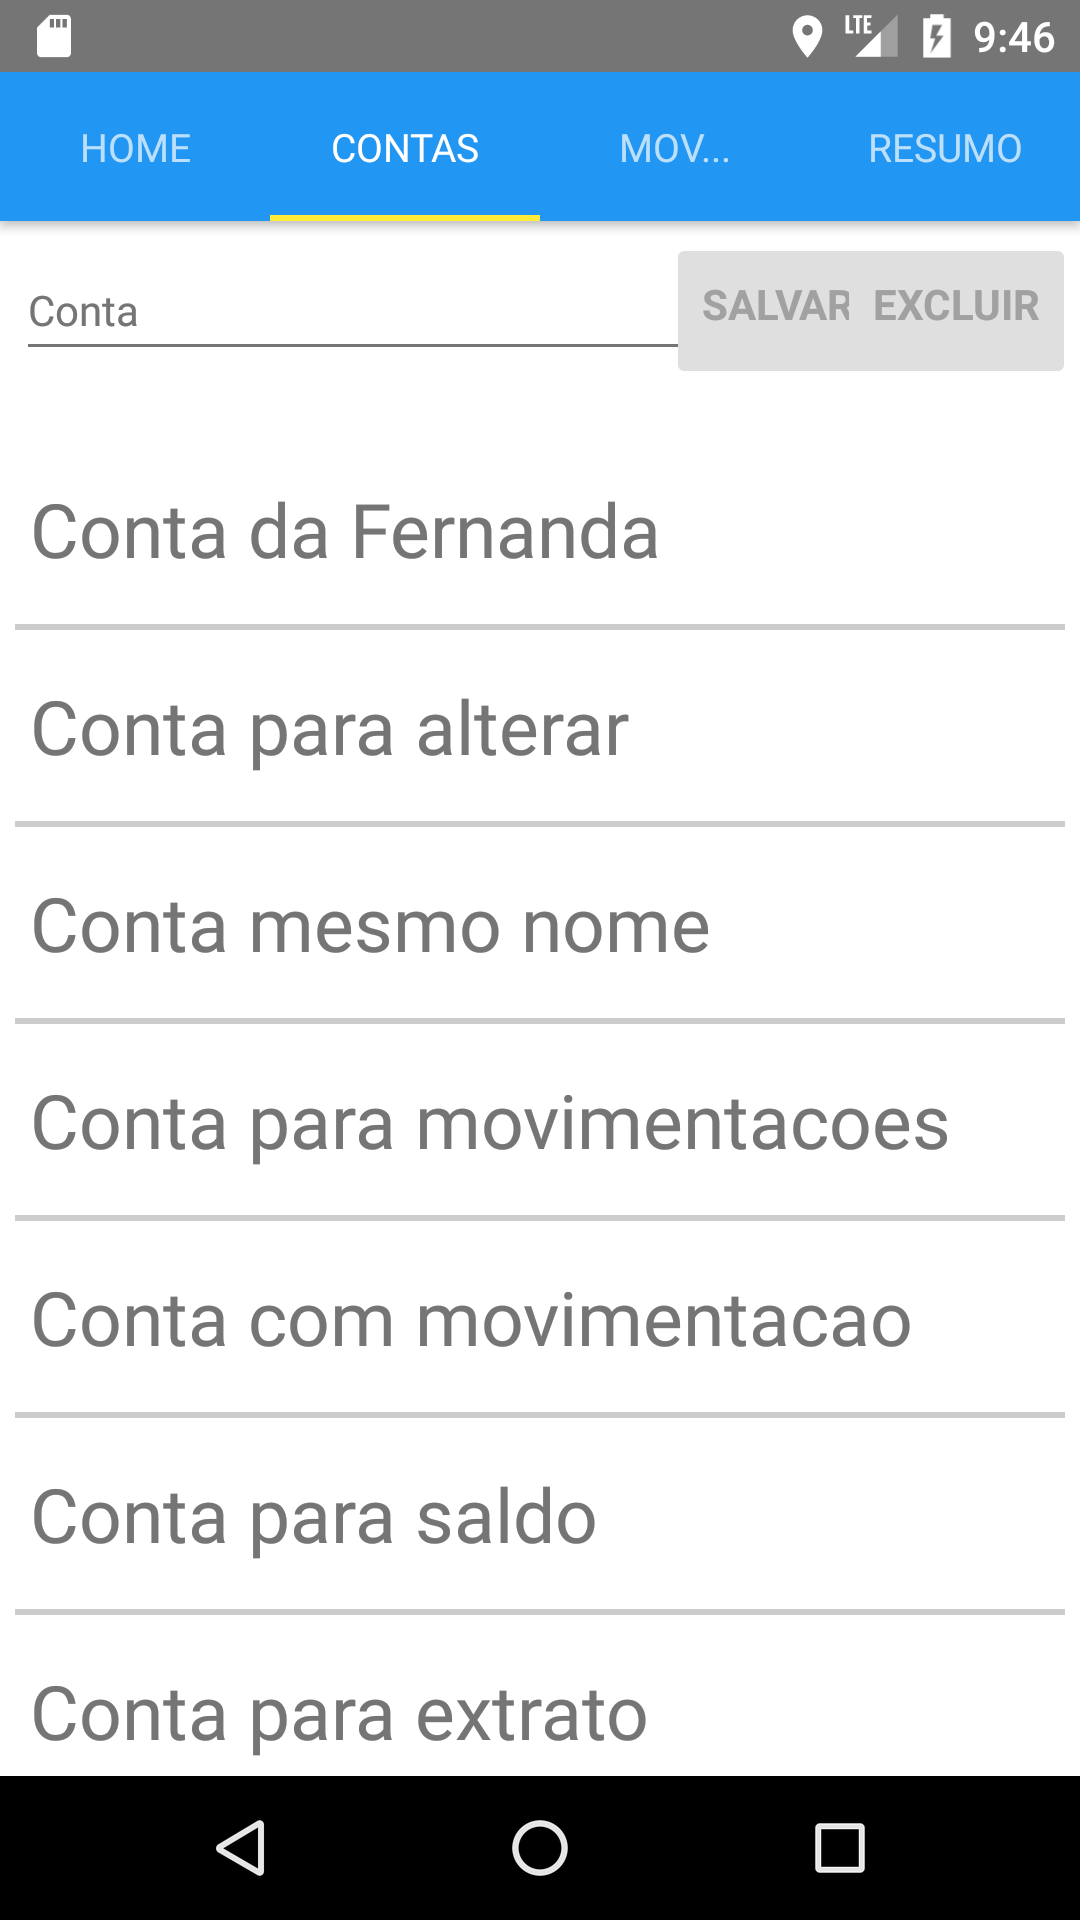 LTE 9:46
HOME CONTAS MOV... RESUMO
Conta SALVAR EXCLUIR
Conta da Fernanda
Conta para alterar
Conta mesmo nome
Conta para movimentacoes
Conta com movimentacao
Conta para saldo
Conta para extrato